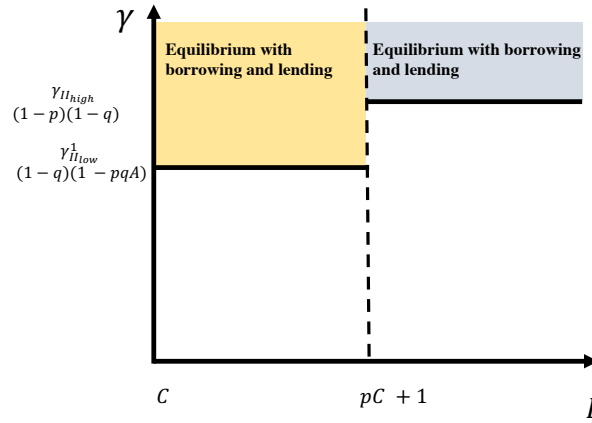 γ
Equilibrium with
borrowing and lending
Equilibrium with borrowing
and lending
γ_{II_{high}}
(1 − p)(1 − q)
γ^1_{II_{low}}
(1 − q)(1 − pqA)
C
pC + 1